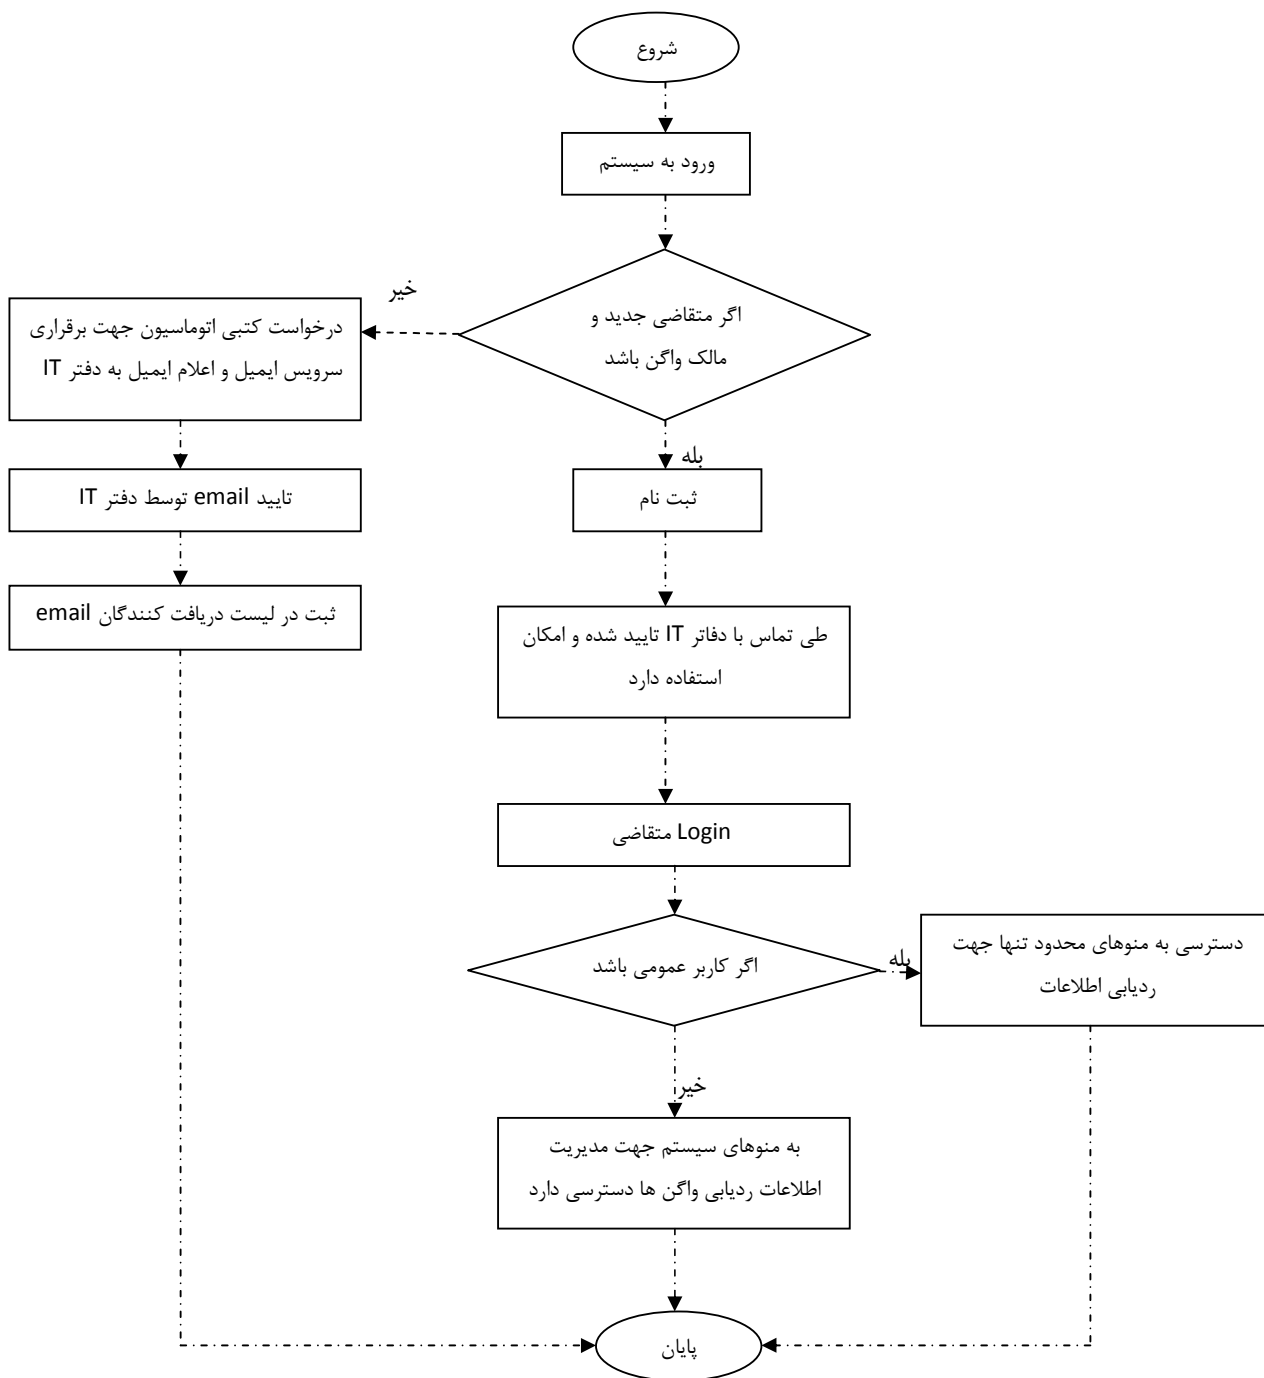 شروع
ورود به سیستم
اگر متقاضی جدید و
مالک واگن باشد
خیر
درخواست کتبی اتوماسیون جهت برقراری
سرویس ایمیل و اعلام ایمیل به دفتر IT
تایید email توسط دفتر IT
ثبت در لیست دریافت کنندگان email
بله
ثبت نام
طی تماس با دفاتر IT تایید شده و امکان
استفاده دارد
Login متقاضی
اگر کاربر عمومی باشد
بله
دسترسی به منوهای محدود تنها جهت
ردیابی اطلاعات
خیر
به منوهای سیستم جهت مدیریت
اطلاعات ردیابی واگن ها دسترسی دارد
پایان